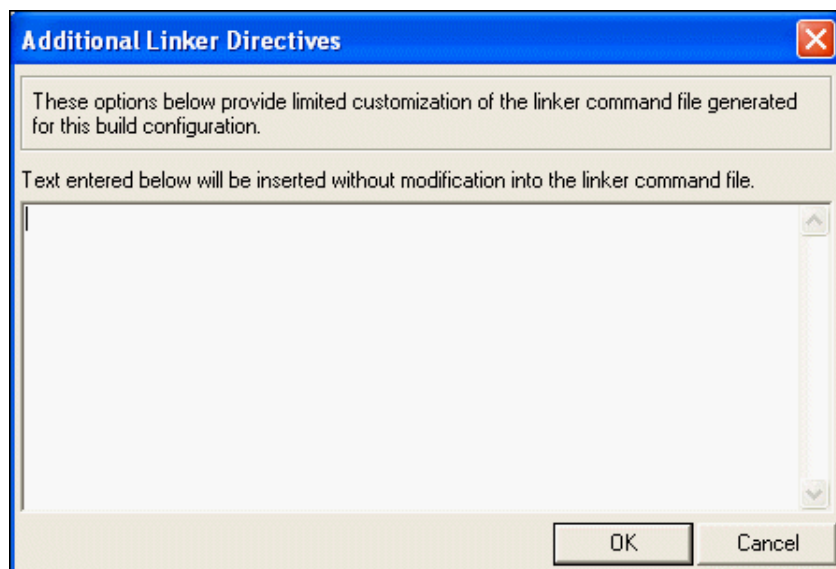 Additional Linker Directives
These options below provide limited customization of the linker command file generated
for this build configuration.
Text entered below will be inserted without modification into the linker command file.
OK
Cancel